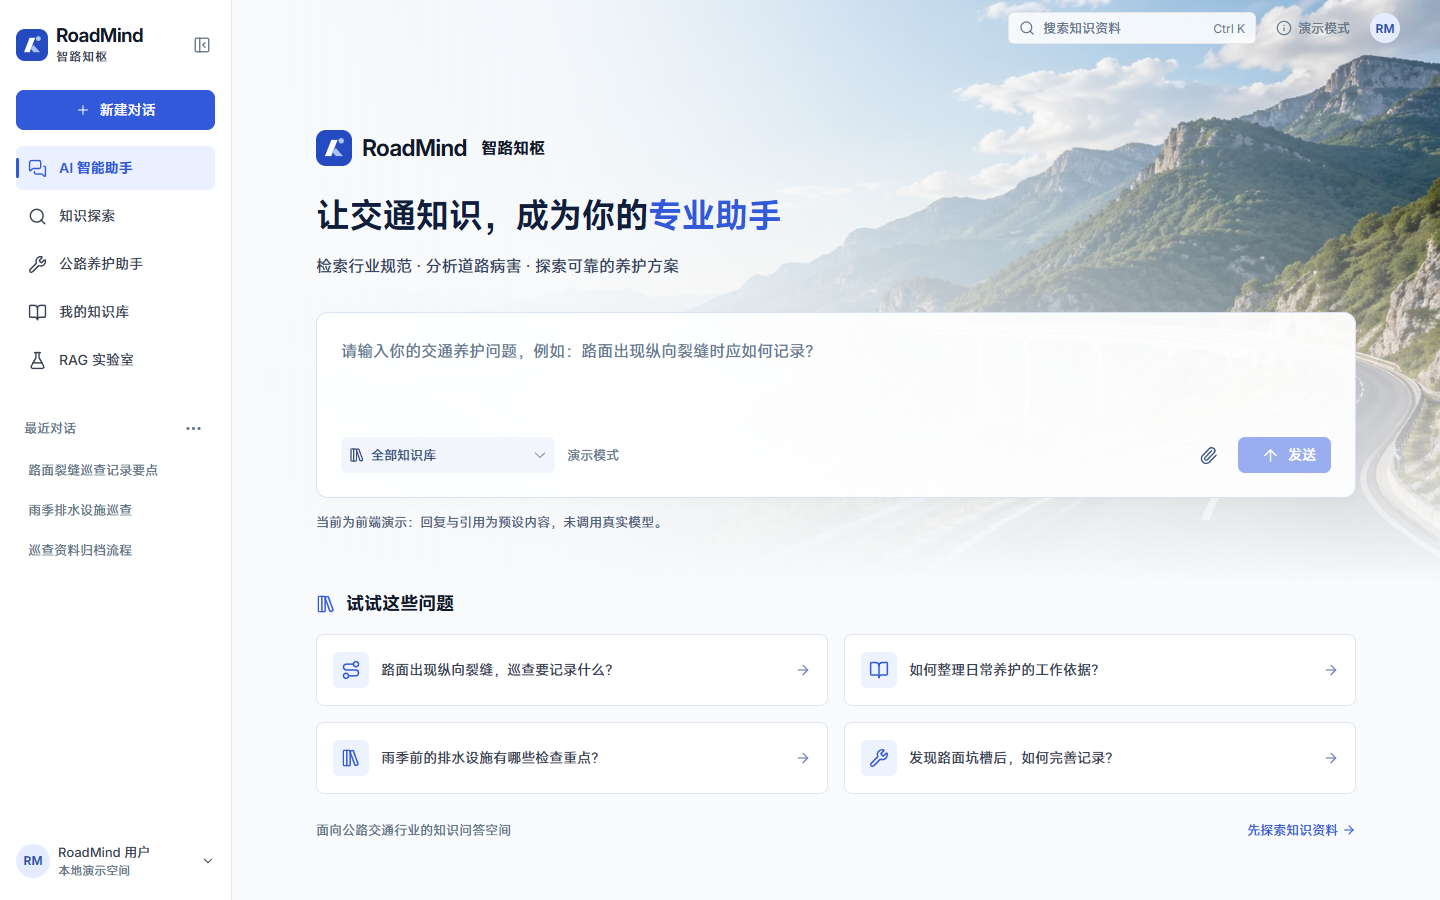 RoadMind
智路知枢
新建对话
AI 智能助手
知识探索
公路养护助手
我的知识库
RAG 实验室
最近对话
路面裂缝巡查记录要点
雨季排水设施巡查
巡查资料归档流程
RM
RoadMind 用户
本地演示空间
搜索知识资料 Ctrl K
演示模式
RM
RoadMind 智路知枢
让交通知识，成为你的专业助手
检索行业规范 · 分析道路病害 · 探索可靠的养护方案
请输入你的交通养护问题，例如：路面出现纵向裂缝时应如何记录？
全部知识库
演示模式
发送
当前为前端演示：回复与引用为预设内容，未调用真实模型。
试试这些问题
路面出现纵向裂缝，巡查要记录什么？
如何整理日常养护的工作依据？
雨季前的排水设施有哪些检查重点？
发现路面坑槽后，如何完善记录？
面向公路交通行业的知识问答空间
先探索知识资料